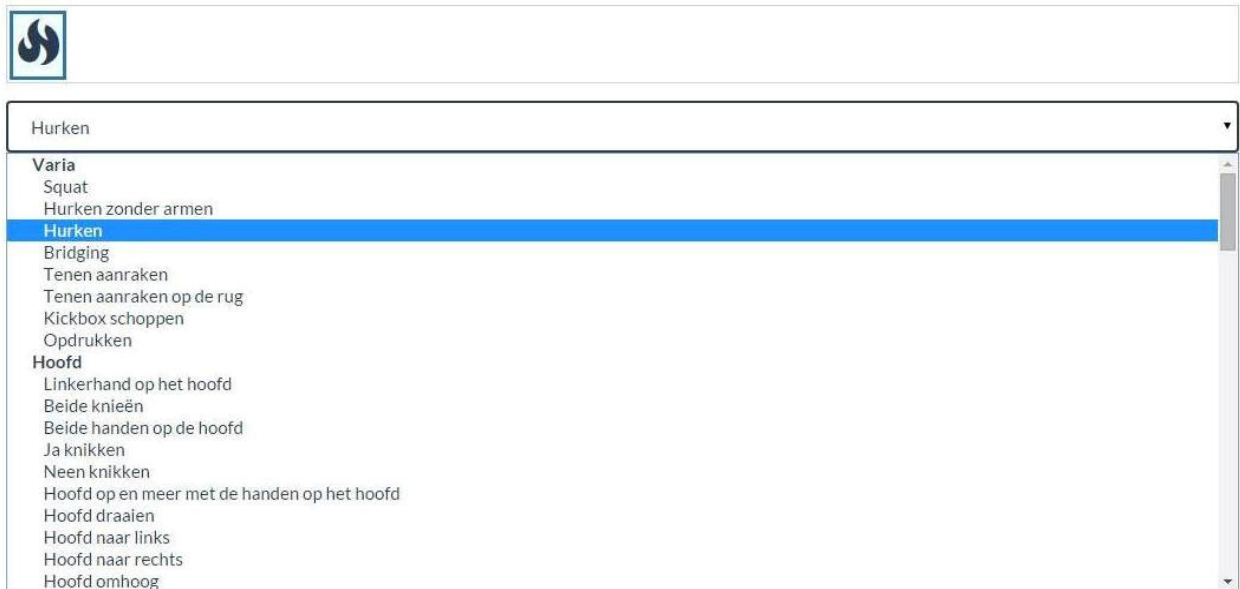 Hurken
Varia
Squat
Hurken zonder armen
Hurken
Bridging
Tenen aanraken
Tenen aanraken op de rug
Kickbox schoppen
Opdrukken
Hoofd
Linkerhand op het hoofd
Beide knieën
Beide handen op de hoofd
Ja knikken
Neen knikken
Hoofd op en meer met de handen op het hoofd
Hoofd draaien
Hoofd naar links
Hoofd naar rechts
Hoofd omhoog